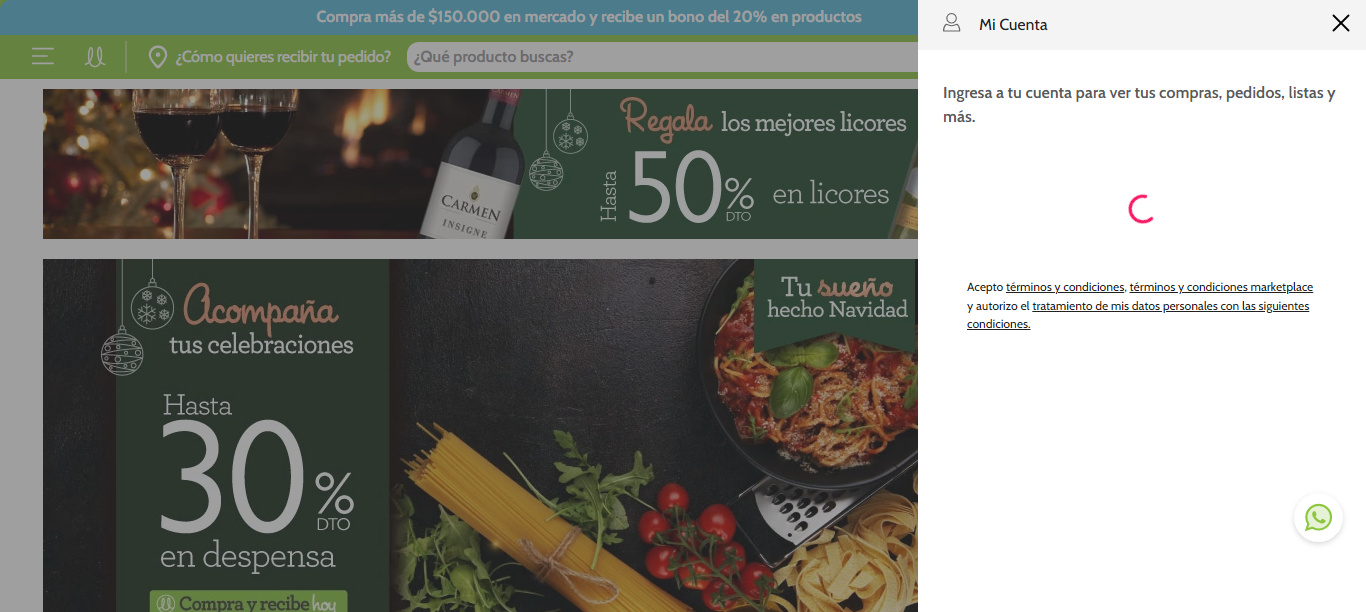 Compra más de $150.000 en mercado y recibe un bono del 20% en productos
¿Cómo quieres recibir tu pedido?
¿Qué producto buscas?
Regala los mejores licores
Hasta 50% DTO en licores
CARMEN
INSIGNE
Acompaña
tus celebraciones
Hasta
30% DTO
en despensa
Compra y recibe hoy
Tu sueño
hecho Navidad
Mi Cuenta
Ingresa a tu cuenta para ver tus compras, pedidos, listas y
más.
Acepto términos y condiciones, términos y condiciones marketplace
y autorizo el tratamiento de mis datos personales con las siguientes
condiciones.